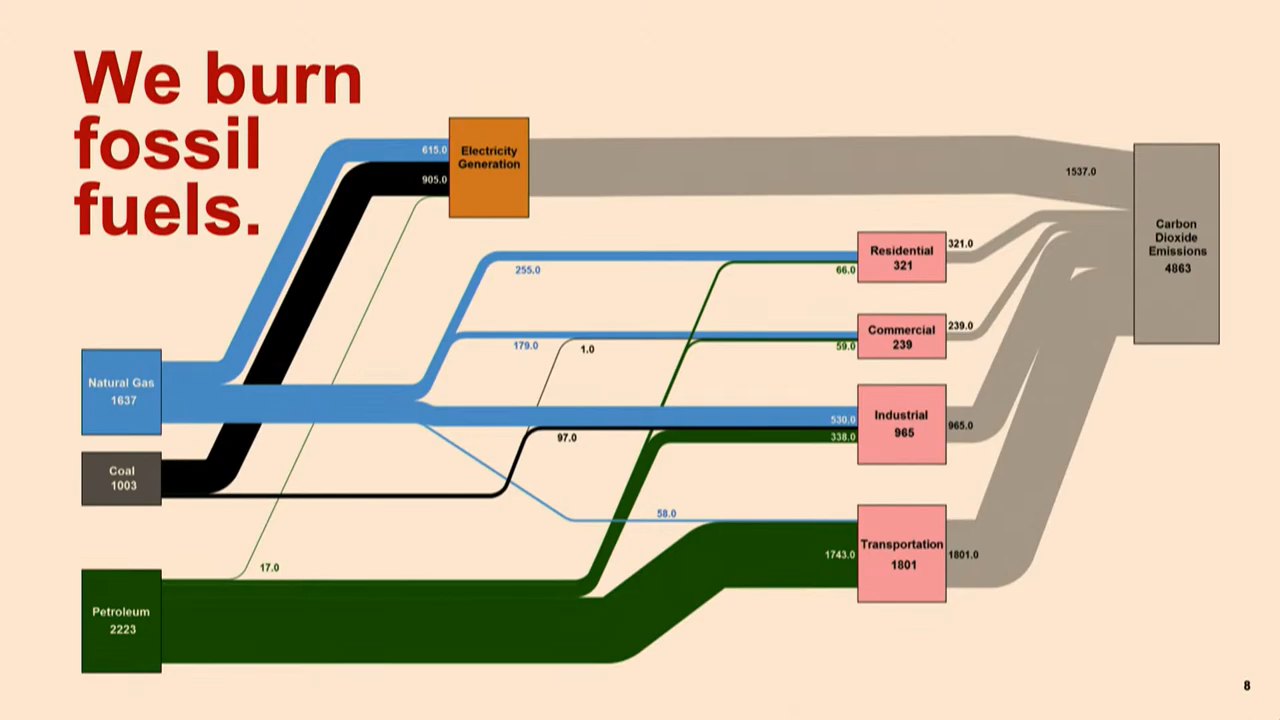 We burn
fossil
fuels.
615.0
905.0
Electricity
Generation
1537.0
Carbon
Dioxide
Emissions
4863
255.0
66.0
Residential
321
321.0
179.0
1.0
59.0
Commercial
239
239.0
Natural Gas
1637
97.0
530.0
338.0
Industrial
965
965.0
Coal
1003
58.0
1743.0
Transportation
1801
1801.0
17.0
Petroleum
2223
8